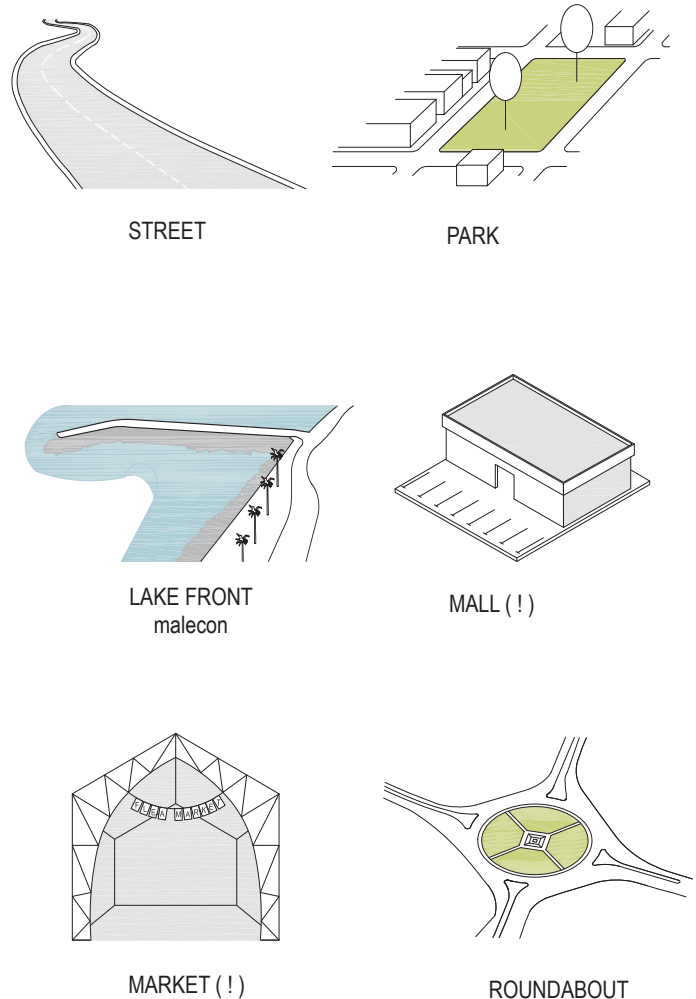 STREET
PARK
LAKE FRONT
malecon
MALL ( ! )
FLEA MARKET
MARKET ( ! )
ROUNDABOUT